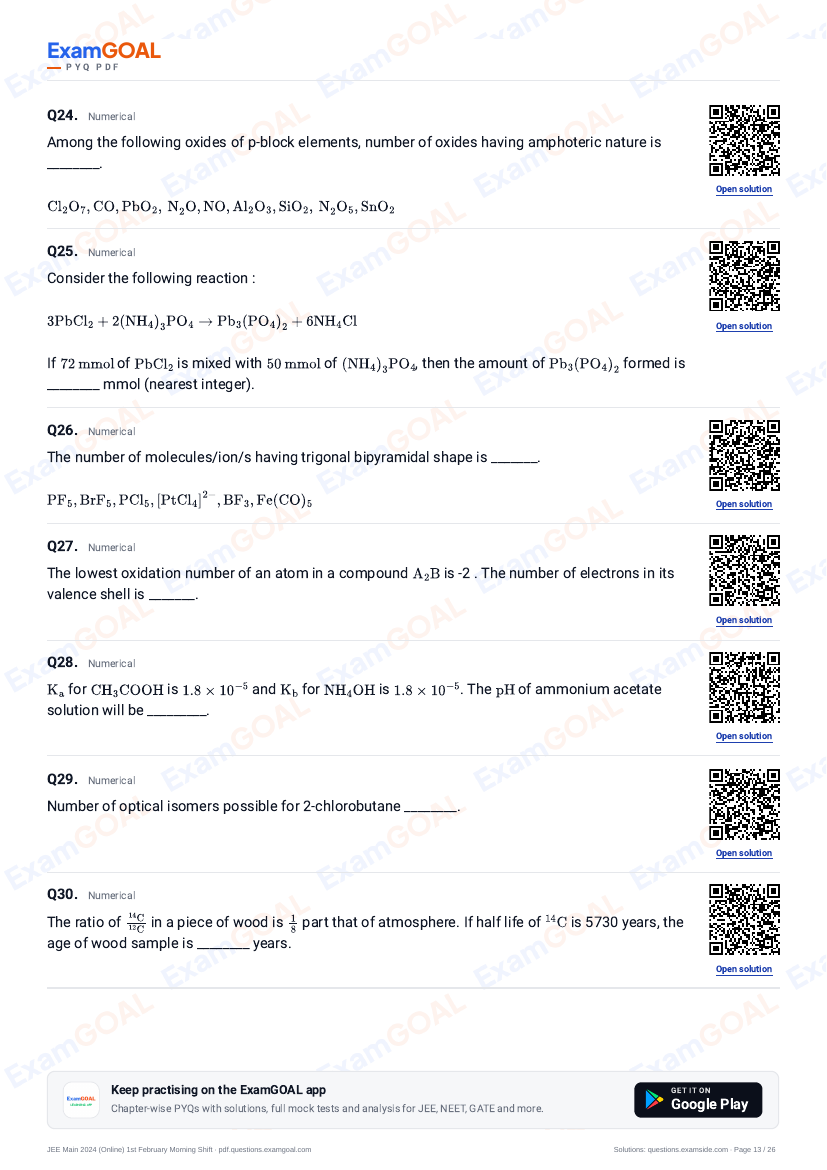 ExamGOAL
PYQ PDF
Q24. Numerical
Among the following oxides of p-block elements, number of oxides having amphoteric nature is
________.
Cl₂O₇, CO, PbO₂, N₂O, NO, Al₂O₃, SiO₂, N₂O₅, SnO₂
Open solution
Q25. Numerical
Consider the following reaction :
3PbCl₂ + 2(NH₄)₃PO₄ → Pb₃(PO₄)₂ + 6NH₄Cl
If 72 mmol of PbCl₂ is mixed with 50 mmol of (NH₄)₃PO₄, then the amount of Pb₃(PO₄)₂ formed is
________ mmol (nearest integer).
Open solution
Q26. Numerical
The number of molecules/ion/s having trigonal bipyramidal shape is _______.
PF₅, BrF₅, PCl₅, [PtCl₄]²⁻, BF₃, Fe(CO)₅
Open solution
Q27. Numerical
The lowest oxidation number of an atom in a compound A₂B is -2 . The number of electrons in its
valence shell is _______.
Open solution
Q28. Numerical
Kₐ for CH₃COOH is 1.8 × 10⁻⁵ and K_b for NH₄OH is 1.8 × 10⁻⁵. The pH of ammonium acetate
solution will be _________.
Open solution
Q29. Numerical
Number of optical isomers possible for 2-chlorobutane ________.
Open solution
Q30. Numerical
The ratio of ¹⁴C/¹²C in a piece of wood is 1/8 part that of atmosphere. If half life of ¹⁴C is 5730 years, the
age of wood sample is ________ years.
Open solution
Keep practising on the ExamGOAL app
Chapter-wise PYQs with solutions, full mock tests and analysis for JEE, NEET, GATE and more.
GET IT ON
Google Play
JEE Main 2024 (Online) 1st February Morning Shift · pdf.questions.examgoal.com
Solutions: questions.examside.com · Page 13 / 26